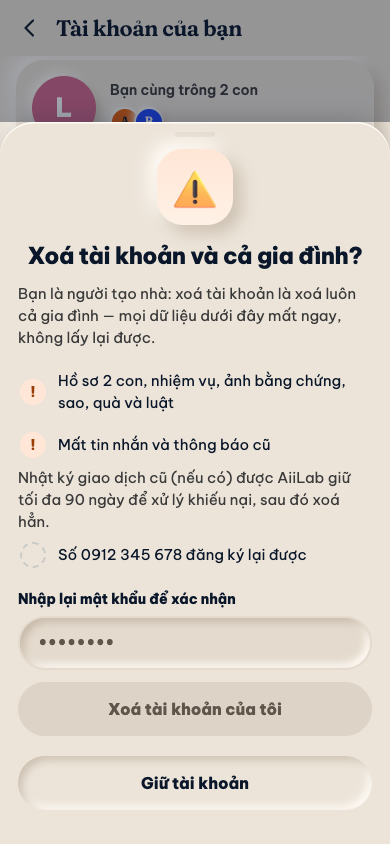 Tài khoản của bạn
L
Bạn cùng trông 2 con
Xoá tài khoản và cả gia đình?
Bạn là người tạo nhà: xoá tài khoản là xoá luôn
cả gia đình — mọi dữ liệu dưới đây mất ngay,
không lấy lại được.
! Hồ sơ 2 con, nhiệm vụ, ảnh bằng chứng,
sao, quà và luật
! Mất tin nhắn và thông báo cũ
Nhật ký giao dịch cũ (nếu có) được AiiLab giữ
tối đa 90 ngày để xử lý khiếu nại, sau đó xoá
hẳn.
Số 0912 345 678 đăng ký lại được
Nhập lại mật khẩu để xác nhận
••••••••
Xoá tài khoản của tôi
Giữ tài khoản